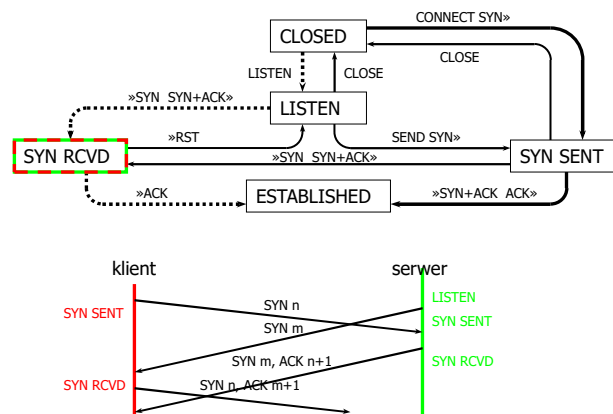 CONNECT SYN»
CLOSED
CLOSE
LISTEN
CLOSE
»SYN SYN+ACK»
LISTEN
»RST
SEND SYN»
SYN RCVD
»SYN SYN+ACK»
SYN SENT
»ACK
ESTABLISHED
»SYN+ACK ACK»
klient
serwer
LISTEN
SYN n
SYN SENT
SYN SENT
SYN m
SYN m, ACK n+1
SYN RCVD
SYN RCVD
SYN n, ACK m+1